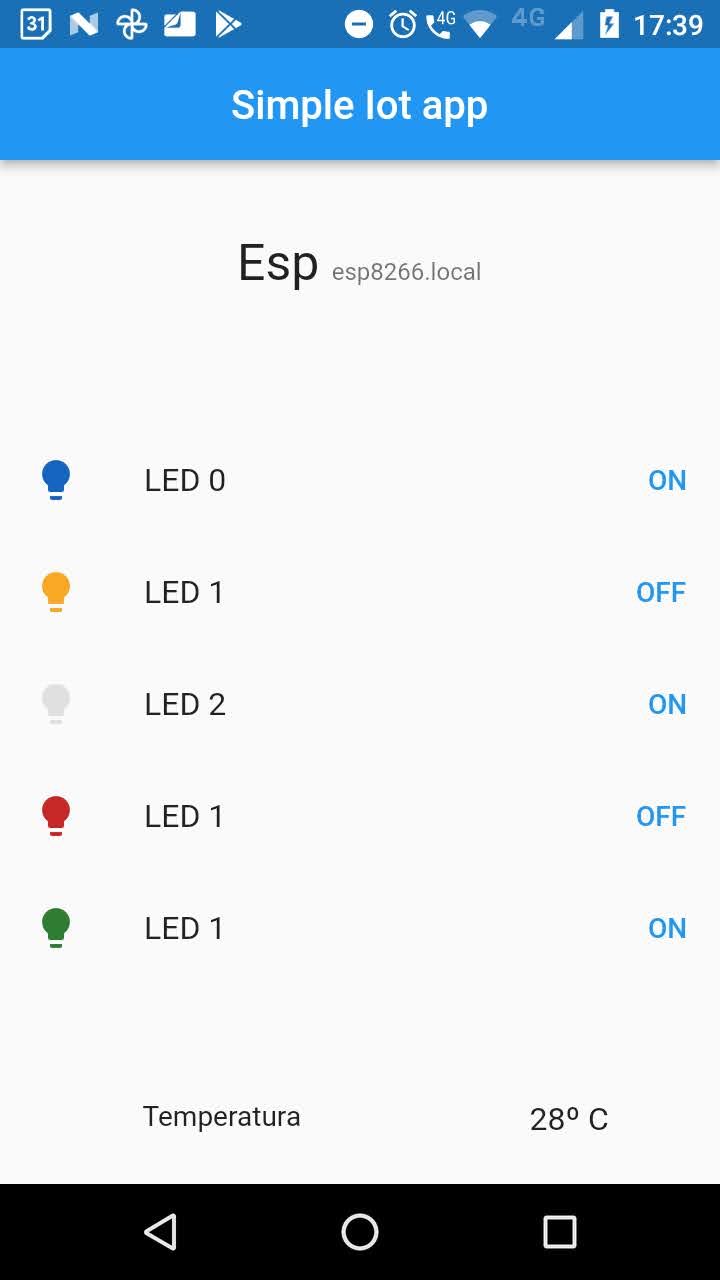 31 4G 4G 17:39
Simple Iot app
Esp esp8266.local
LED 0 ON
LED 1 OFF
LED 2 ON
LED 1 OFF
LED 1 ON
Temperatura 28º C